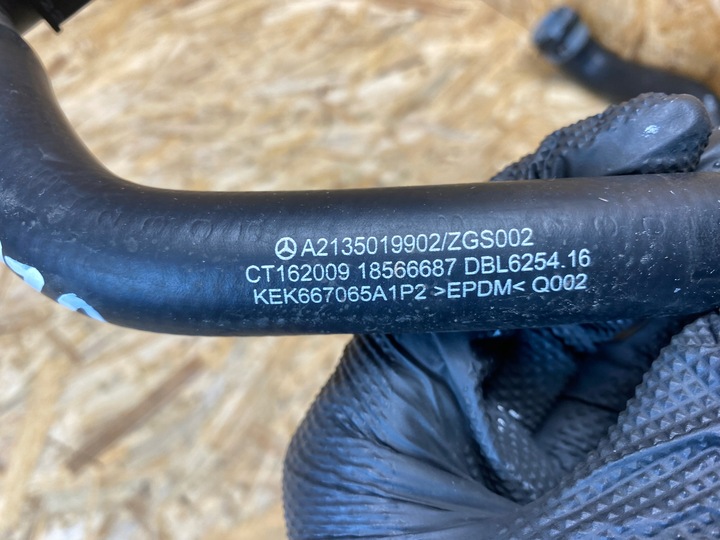 A2135019902/ZGS002
CT162009 18566687 DBL6254.16
KEK667065A1P2 >EPDM< Q002